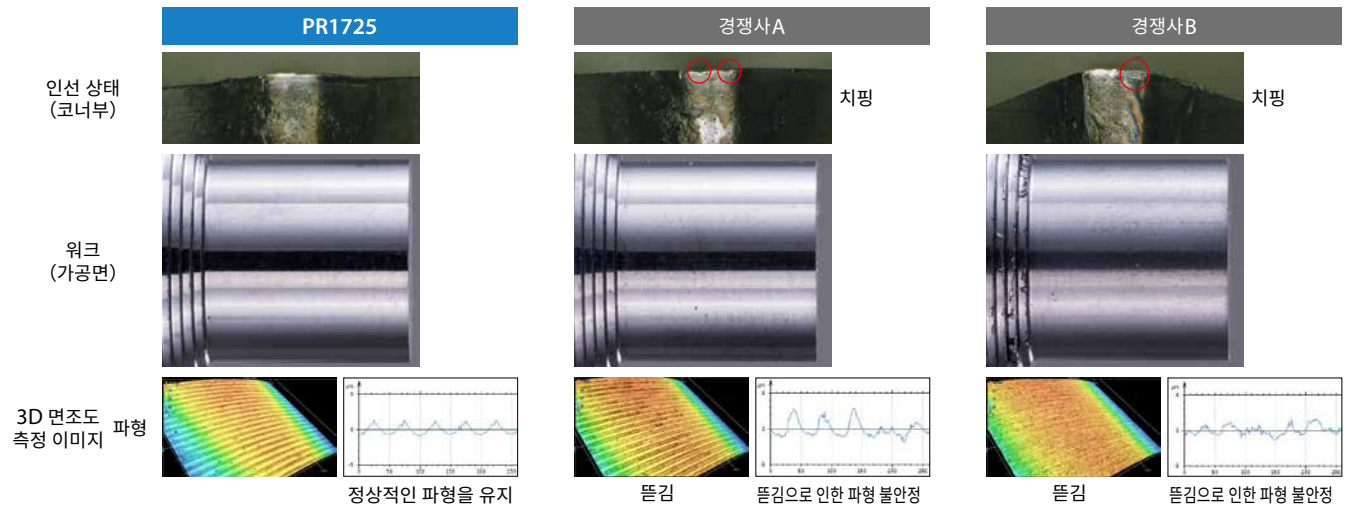 PR1725
경쟁사A
경쟁사B
인선 상태
(코너부)
치핑
치핑
워크
(가공면)
3D 면조도
측정 이미지
파형
정상적인 파형을 유지
뜯김
뜯김으로 인한 파형 불안정
뜯김
뜯김으로 인한 파형 불안정